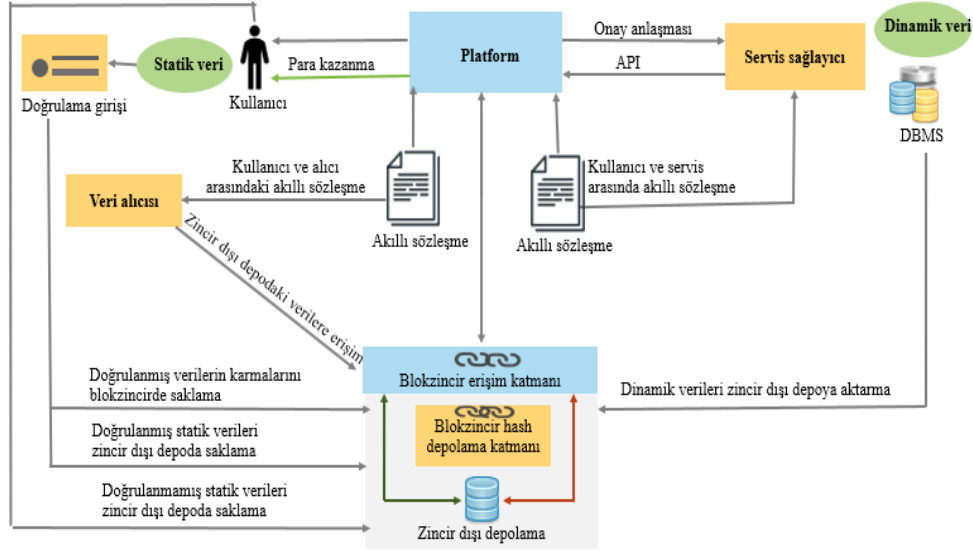 Dinamik veri
Onay anlaşması
Platform
Servis sağlayıcı
Statik veri
API
Para kazanma
Kullanıcı
Doğrulama girişi
DBMS
Kullanıcı ve alıcı
arasındaki akıllı sözleşme
Kullanıcı ve servis
arasında akıllı sözleşme
Veri alıcısı
Akıllı sözleşme
Akıllı sözleşme
Zincir dışı depodaki verilere erişim
Blokzincir erişim katmanı
Doğrulanmış verilerin karmalarını
blokzincirde saklama
Dinamik verileri zincir dışı depoya aktarma
Blokzincir hash
depolama katmanı
Doğrulanmış statik verileri
zincir dışı depoda saklama
Doğrulanmamış statik verileri
zincir dışı depoda saklama
Zincir dışı depolama